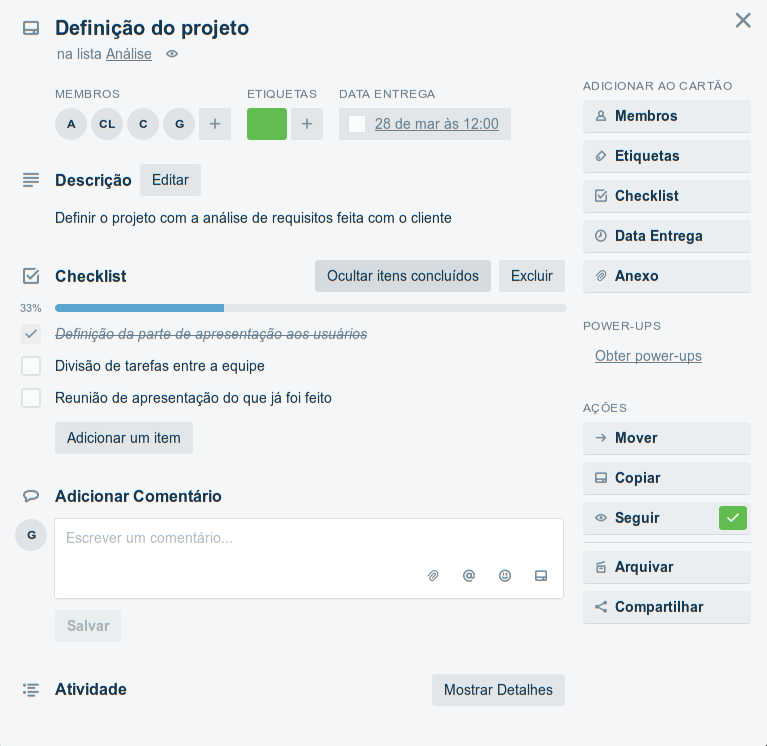 Definição do projeto
na lista Análise
MEMBROS
ETIQUETAS
DATA ENTREGA
A
CL
C
G
28 de mar às 12:00
Descrição
Editar
Definir o projeto com a análise de requisitos feita com o cliente
Checklist
Ocultar itens concluídos
Excluir
33%
Definição da parte de apresentação aos usuários
Divisão de tarefas entre a equipe
Reunião de apresentação do que já foi feito
Adicionar um item
Adicionar Comentário
G
Escrever um comentário...
Salvar
Atividade
Mostrar Detalhes
ADICIONAR AO CARTÃO
Membros
Etiquetas
Checklist
Data Entrega
Anexo
POWER-UPS
Obter power-ups
AÇÕES
Mover
Copiar
Seguir
Arquivar
Compartilhar